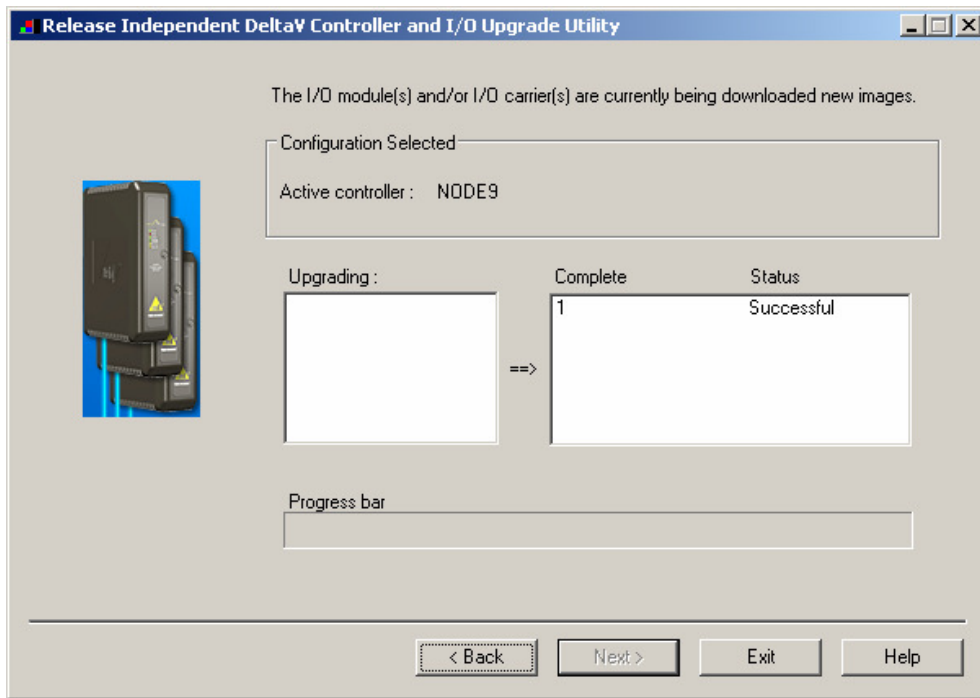 Release Independent DeltaV Controller and I/O Upgrade Utility
The I/O module(s) and/or I/O carrier(s) are currently being downloaded new images.
Configuration Selected
Active controller : NODE9
Upgrading :
Complete Status
1 Successful
==>
Progress bar
< Back Next > Exit Help